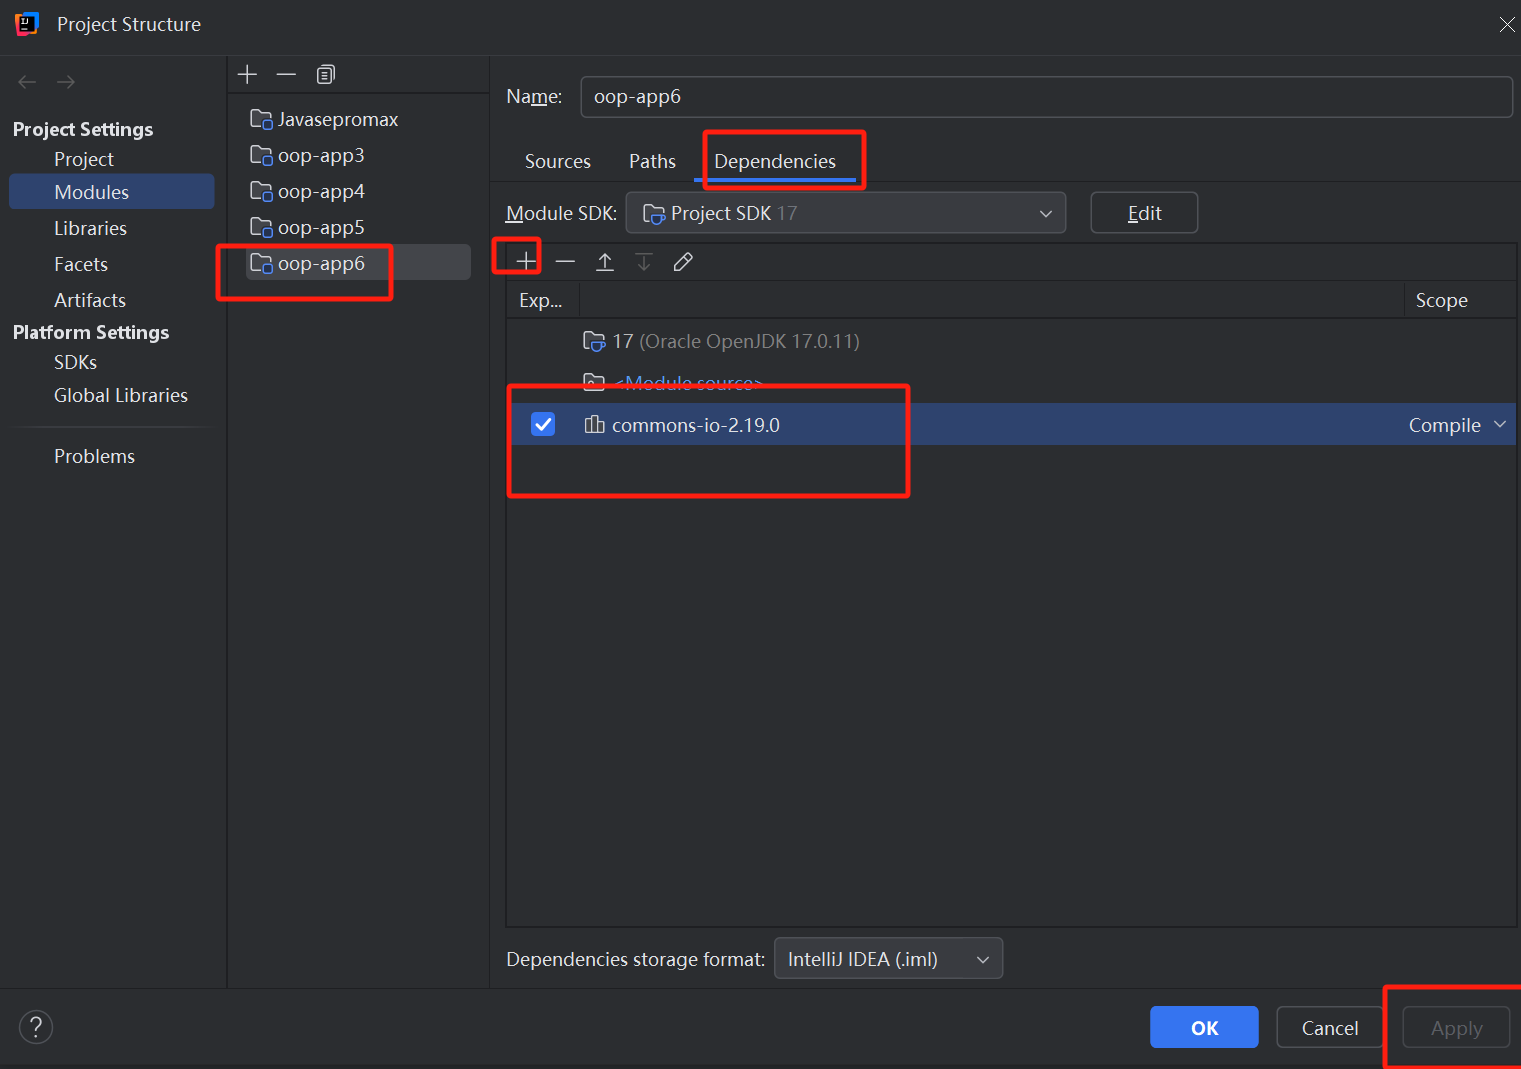 Project Structure
Project Settings
Project
Modules
Libraries
Facets
Artifacts
Platform Settings
SDKs
Global Libraries
Problems
Javasepromax
oop-app3
oop-app4
oop-app5
oop-app6
Name: oop-app6
Sources Paths Dependencies
Module SDK: Project SDK 17 Edit
Exp... Scope
17 (Oracle OpenJDK 17.0.11)
<Module source>
commons-io-2.19.0 Compile
Dependencies storage format: IntelliJ IDEA (.iml)
? OK Cancel Apply